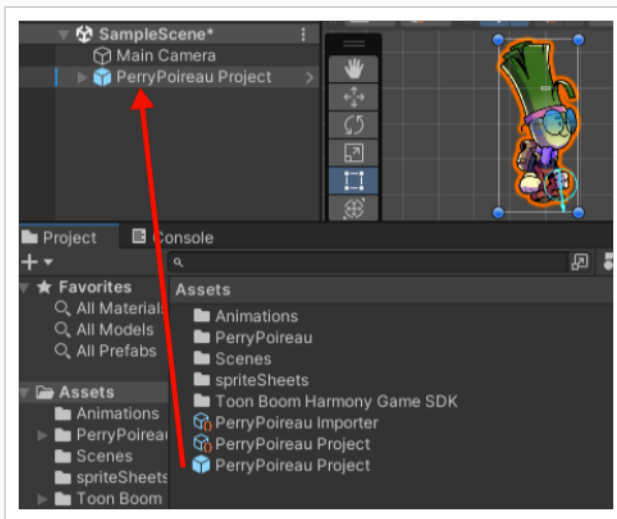 SampleScene*
Main Camera
PerryPoireau Project
Project
Console
Favorites
All Materials
All Models
All Prefabs
Assets
Animations
PerryPoireau
Scenes
spriteSheets
Toon Boom
Assets
Animations
PerryPoireau
Scenes
spriteSheets
Toon Boom Harmony Game SDK
PerryPoireau Importer
PerryPoireau Project
PerryPoireau Project